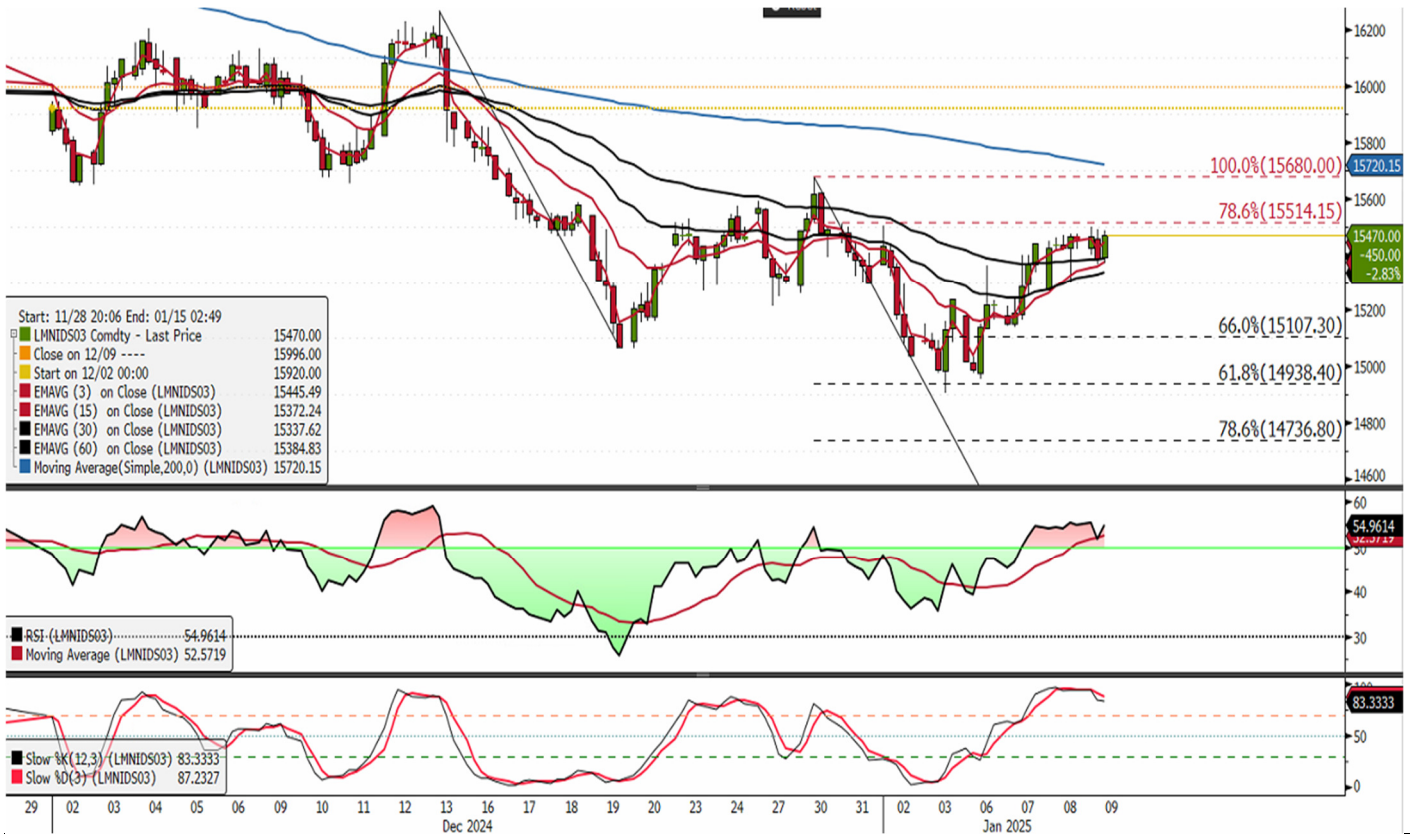 16200
16000
15800
15600
15200
15000
14800
14600
100.0%(15680.00)
15720.15
78.6%(15514.15)
15470.00
-450.00
-2.83%
66.0%(15107.30)
61.8%(14938.40)
78.6%(14736.80)
Start: 11/28 20:06 End: 01/15 02:49
LMNIDS03 Comdty - Last Price 15470.00
Close on 12/09 ---- 15996.00
Start on 12/02 00:00 15920.00
EMAVG (3) on Close (LMNIDS03) 15445.49
EMAVG (15) on Close (LMNIDS03) 15372.24
EMAVG (30) on Close (LMNIDS03) 15337.62
EMAVG (60) on Close (LMNIDS03) 15384.83
Moving Average(Simple,200,0) (LMNIDS03) 15720.15
60
54.9614
50
40
30
RSI (LMNIDS03) 54.9614
Moving Average (LMNIDS03) 52.5719
83.3333
50
0
Slow %K(12,3) (LMNIDS03) 83.3333
Slow %D(3) (LMNIDS03) 87.2327
29 02 03 04 05 06 09 10 11 12 13 16 17 18 19 20 23 24 27 30 31 02 03 06 07 08 09
Dec 2024 Jan 2025